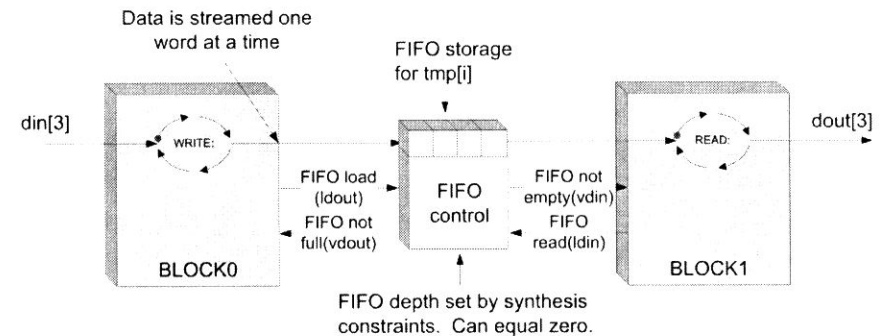 Data is streamed one
word at a time
FIFO storage
for tmp[i]
din[3]
dout[3]
WRITE:
READ:
FIFO load
(ldout)
FIFO not
full(vdout)
FIFO
control
FIFO not
empty(vdin)
FIFO
read(ldin)
BLOCK0
BLOCK1
FIFO depth set by synthesis
constraints. Can equal zero.